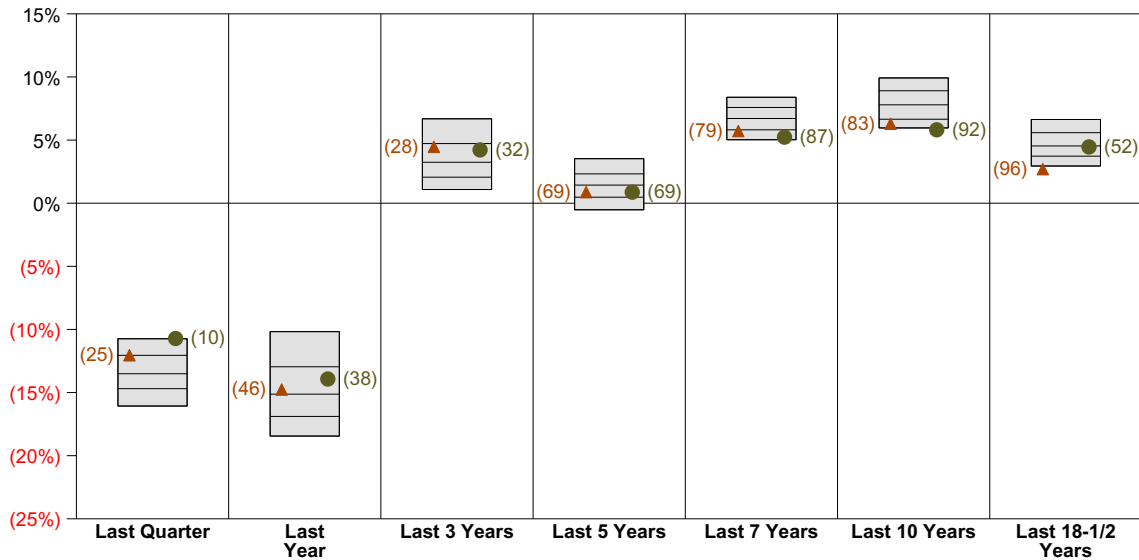 15%
10%
5%
0%
(5%)
(10%)
(15%)
(20%)
(25%)
(25)
(10)
(46)
(38)
(28)
(32)
(69)
(69)
(79)
(87)
(83)
(92)
(96)
(52)
Last Quarter
Last
Year
Last 3 Years
Last 5 Years
Last 7 Years
Last 10 Years
Last 18-1/2
Years